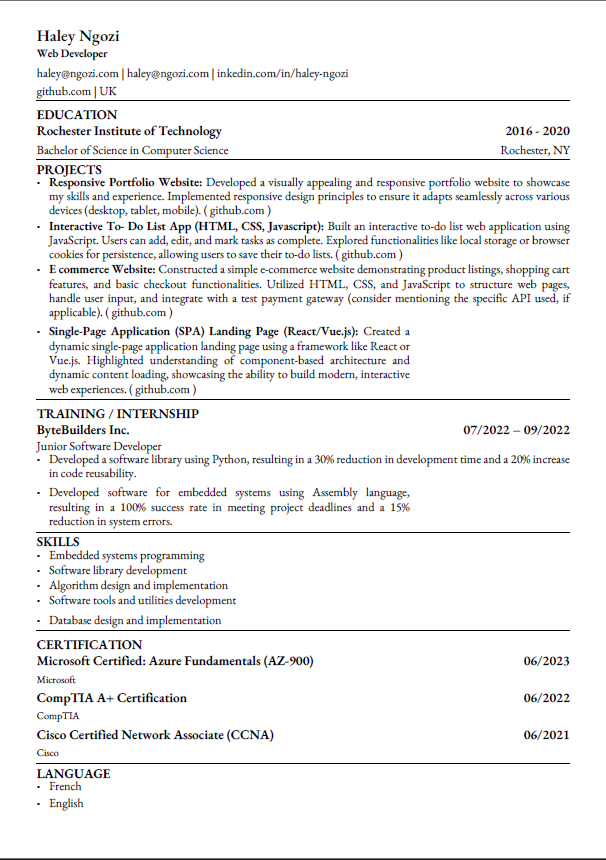 Haley Ngozi
Web Developer
haley@ngozi.com | haley@ngozi.com | inkedin.com/in/haley-ngozi
github.com | UK
EDUCATION
Rochester Institute of Technology 2016 - 2020
Bachelor of Science in Computer Science Rochester, NY
PROJECTS
• Responsive Portfolio Website: Developed a visually appealing and responsive portfolio website to showcase
my skills and experience. Implemented responsive design principles to ensure it adapts seamlessly across various
devices (desktop, tablet, mobile). ( github.com )
• Interactive To- Do List App (HTML, CSS, Javascript): Built an interactive to-do list web application using
JavaScript. Users can add, edit, and mark tasks as complete. Explored functionalities like local storage or browser
cookies for persistence, allowing users to save their to-do lists. ( github.com )
• E commerce Website: Constructed a simple e-commerce website demonstrating product listings, shopping cart
features, and basic checkout functionalities. Utilized HTML, CSS, and JavaScript to structure web pages,
handle user input, and integrate with a test payment gateway (consider mentioning the specific API used, if
applicable). ( github.com )
• Single-Page Application (SPA) Landing Page (React/Vue.js): Created a
dynamic single-page application landing page using a framework like React or
Vue.js. Highlighted understanding of component-based architecture and
dynamic content loading, showcasing the ability to build modern, interactive
web experiences. ( github.com )
TRAINING / INTERNSHIP
ByteBuilders Inc. 07/2022 – 09/2022
Junior Software Developer
• Developed a software library using Python, resulting in a 30% reduction in development time and a 20% increase
in code reusability.
• Developed software for embedded systems using Assembly language,
resulting in a 100% success rate in meeting project deadlines and a 15%
reduction in system errors.
SKILLS
• Embedded systems programming
• Software library development
• Algorithm design and implementation
• Software tools and utilities development
• Database design and implementation
CERTIFICATION
Microsoft Certified: Azure Fundamentals (AZ-900) 06/2023
Microsoft
CompTIA A+ Certification 06/2022
CompTIA
Cisco Certified Network Associate (CCNA) 06/2021
Cisco
LANGUAGE
• French
• English